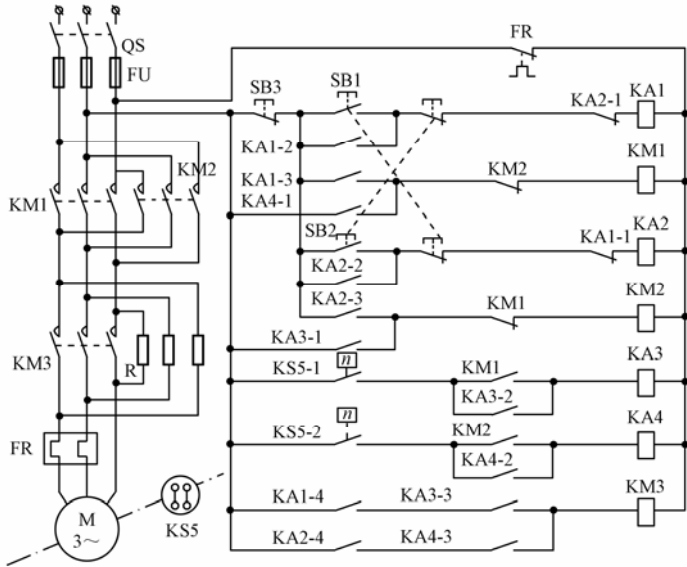 QS
FR
FU
SB3
SB1
KA2-1
KA1
KA1-2
KM2
KA1-3
KM2
KM1
KM1
KA4-1
SB2
KA1-1
KA2
KA2-2
KA2-3
KM1
KM2
KM3
R
KA3-1
n
KS5-1
KM1
KA3
KA3-2
n
FR
KS5-2
KM2
KA4
KA4-2
M
3～
KS5
KA1-4
KA3-3
KM3
KA2-4
KA4-3